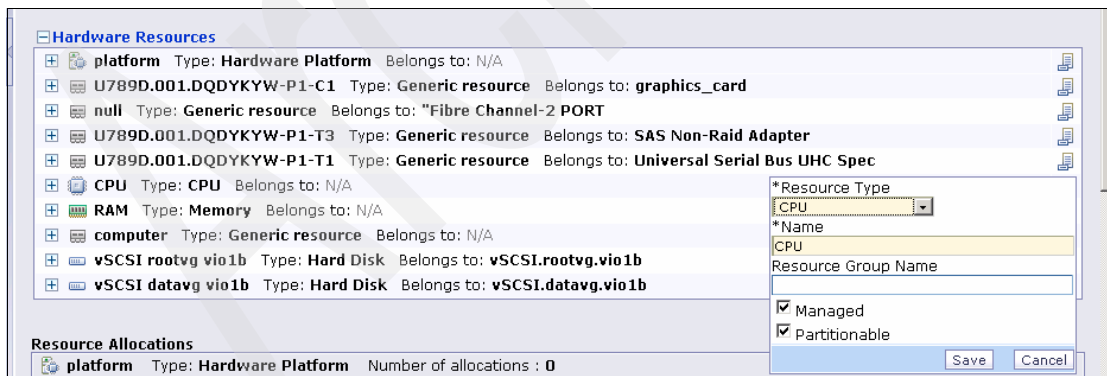 Hardware Resources
platform Type: Hardware Platform Belongs to: N/A
U789D.001.DQDYKYW-P1-C1 Type: Generic resource Belongs to: graphics_card
null Type: Generic resource Belongs to: "Fibre Channel-2 PORT
U789D.001.DQDYKYW-P1-T3 Type: Generic resource Belongs to: SAS Non-Raid Adapter
U789D.001.DQDYKYW-P1-T1 Type: Generic resource Belongs to: Universal Serial Bus UHC Spec
CPU Type: CPU Belongs to: N/A
RAM Type: Memory Belongs to: N/A
computer Type: Generic resource Belongs to: N/A
vSCSI rootvg vio1b Type: Hard Disk Belongs to: vSCSI.rootvg.vio1b
vSCSI datavg vio1b Type: Hard Disk Belongs to: vSCSI.datavg.vio1b
*Resource Type
CPU
*Name
CPU
Resource Group Name
Managed
Partitionable
Save Cancel
Resource Allocations
platform Type: Hardware Platform Number of allocations : 0